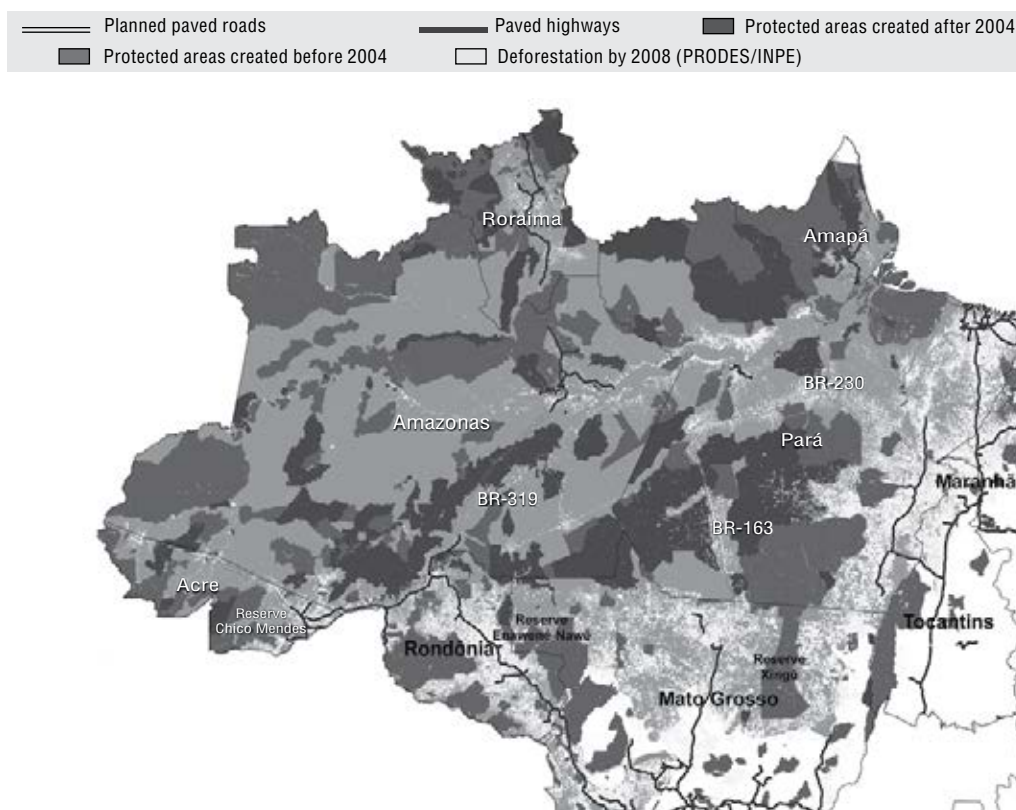 Planned paved roads Paved highways Protected areas created after 2004
Protected areas created before 2004 Deforestation by 2008 (PRODES/INPE)
Roraima
Amapá
BR-230
Amazonas
Pará
Maranhã
BR-319
BR-163
Acre
Reserve
Chico Mendes
Reserve
Enawenê Nawê
Tocantins
Rondônia
Reserve
Xingú
Mato Grosso